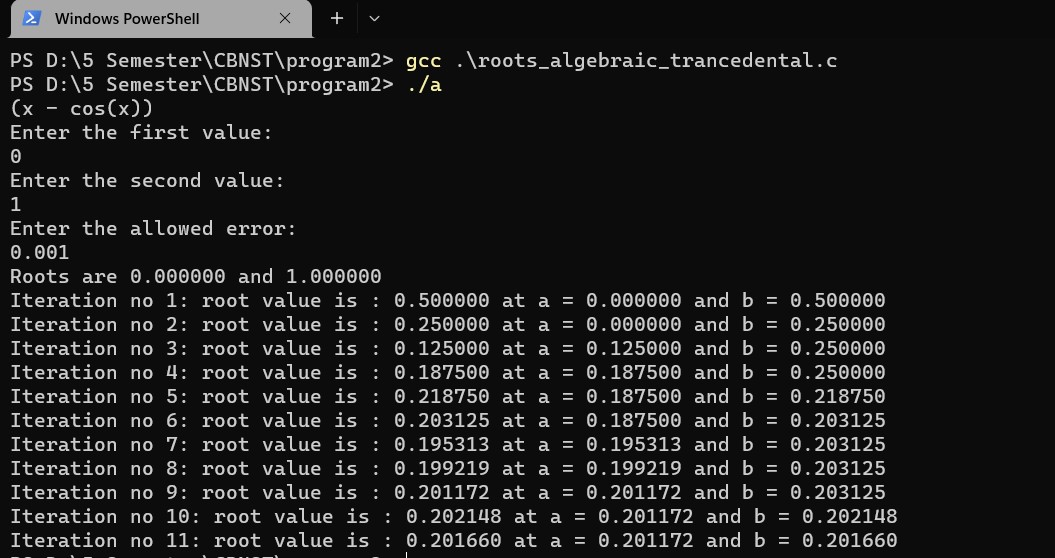 Windows PowerShell
PS D:\5 Semester\CBNST\program2> gcc .\roots_algebraic_trancedental.c
PS D:\5 Semester\CBNST\program2> ./a
(x - cos(x))
Enter the first value:
0
Enter the second value:
1
Enter the allowed error:
0.001
Roots are 0.000000 and 1.000000
Iteration no 1: root value is : 0.500000 at a = 0.000000 and b = 0.500000
Iteration no 2: root value is : 0.250000 at a = 0.000000 and b = 0.250000
Iteration no 3: root value is : 0.125000 at a = 0.125000 and b = 0.250000
Iteration no 4: root value is : 0.187500 at a = 0.187500 and b = 0.250000
Iteration no 5: root value is : 0.218750 at a = 0.187500 and b = 0.218750
Iteration no 6: root value is : 0.203125 at a = 0.187500 and b = 0.203125
Iteration no 7: root value is : 0.195313 at a = 0.195313 and b = 0.203125
Iteration no 8: root value is : 0.199219 at a = 0.199219 and b = 0.203125
Iteration no 9: root value is : 0.201172 at a = 0.201172 and b = 0.203125
Iteration no 10: root value is : 0.202148 at a = 0.201172 and b = 0.202148
Iteration no 11: root value is : 0.201660 at a = 0.201172 and b = 0.201660
PS D:\5 Semester\CBNST\program2>